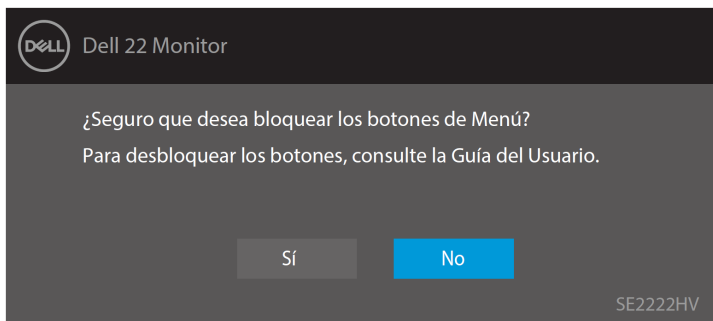 DELL Dell 22 Monitor
¿Seguro que desea bloquear los botones de Menú?
Para desbloquear los botones, consulte la Guía del Usuario.
Sí No
SE2222HV